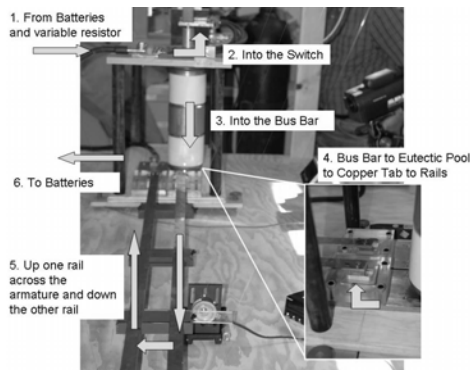 1. From Batteries
and variable resistor
2. Into the Switch
3. Into the Bus Bar
4. Bus Bar to Eutectic Pool
to Copper Tab to Rails
6. To Batteries
5. Up one rail
across the
armature and down
the other rail